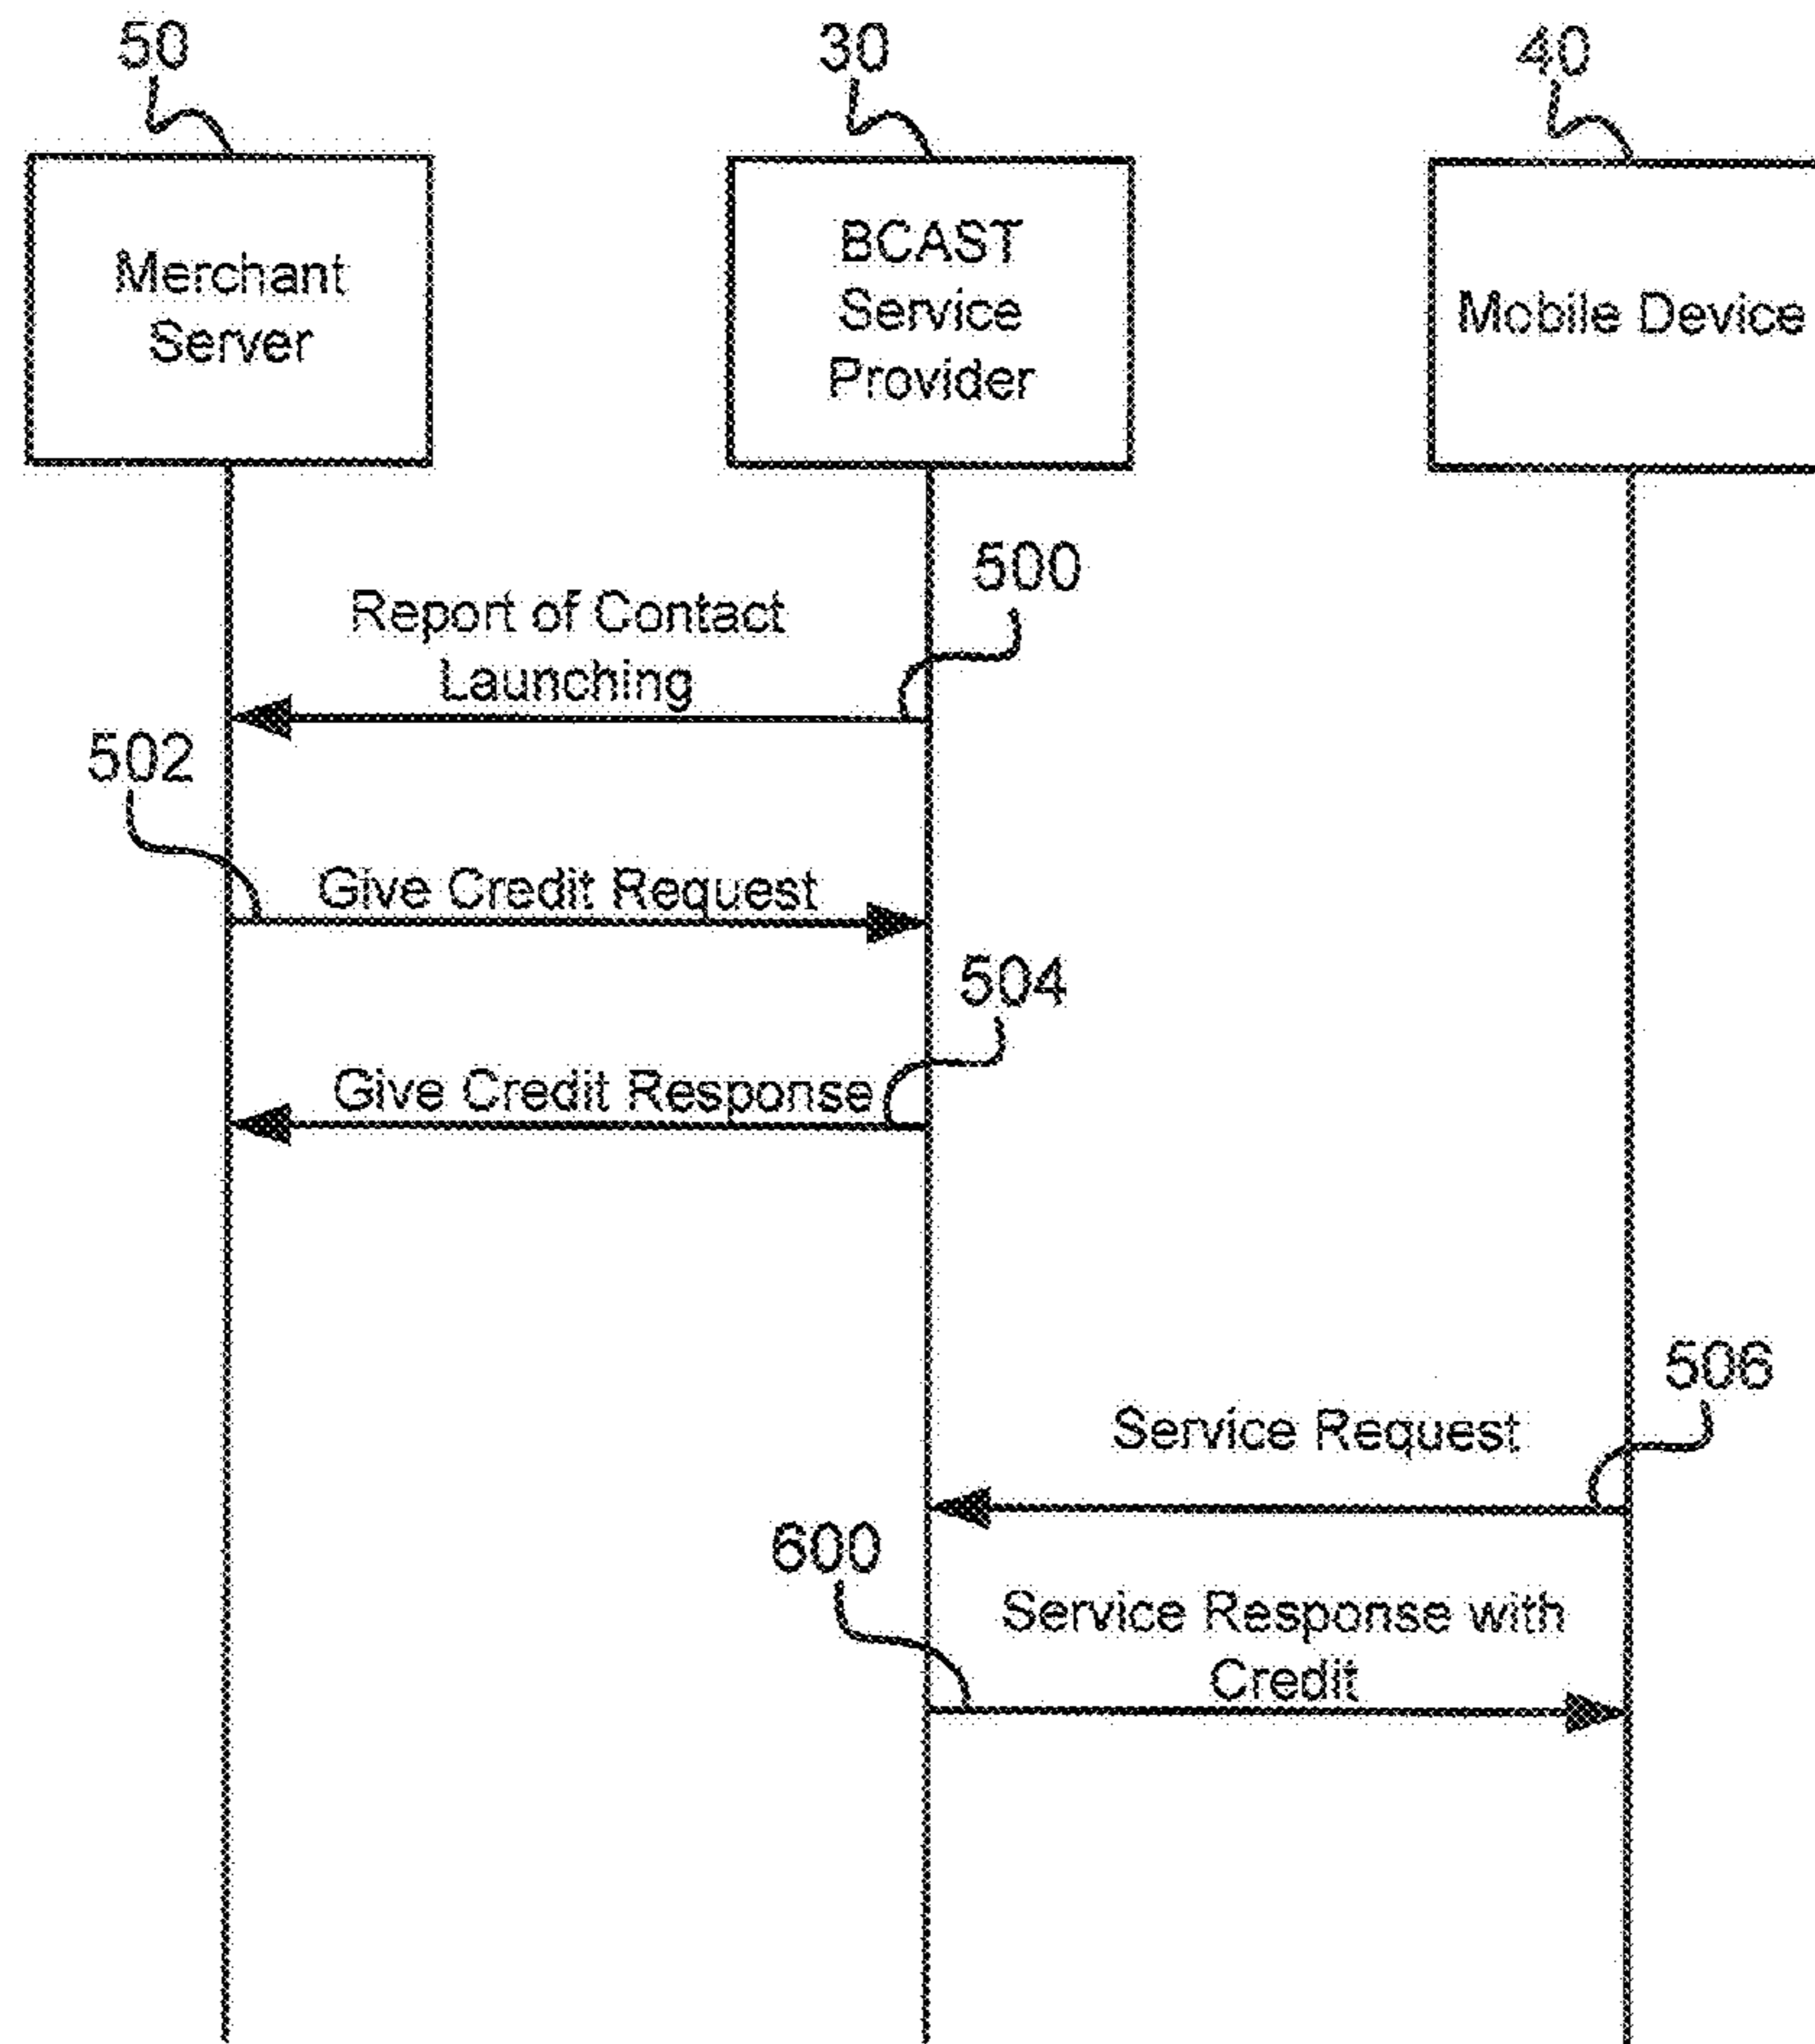 50
30
40
Merchant
Server
BCAST
Service
Provider
Mobile Device
500
Report of Contact
Launching
502
Give Credit Request
504
Give Credit Response
506
Service Request
600
Service Response with
Credit